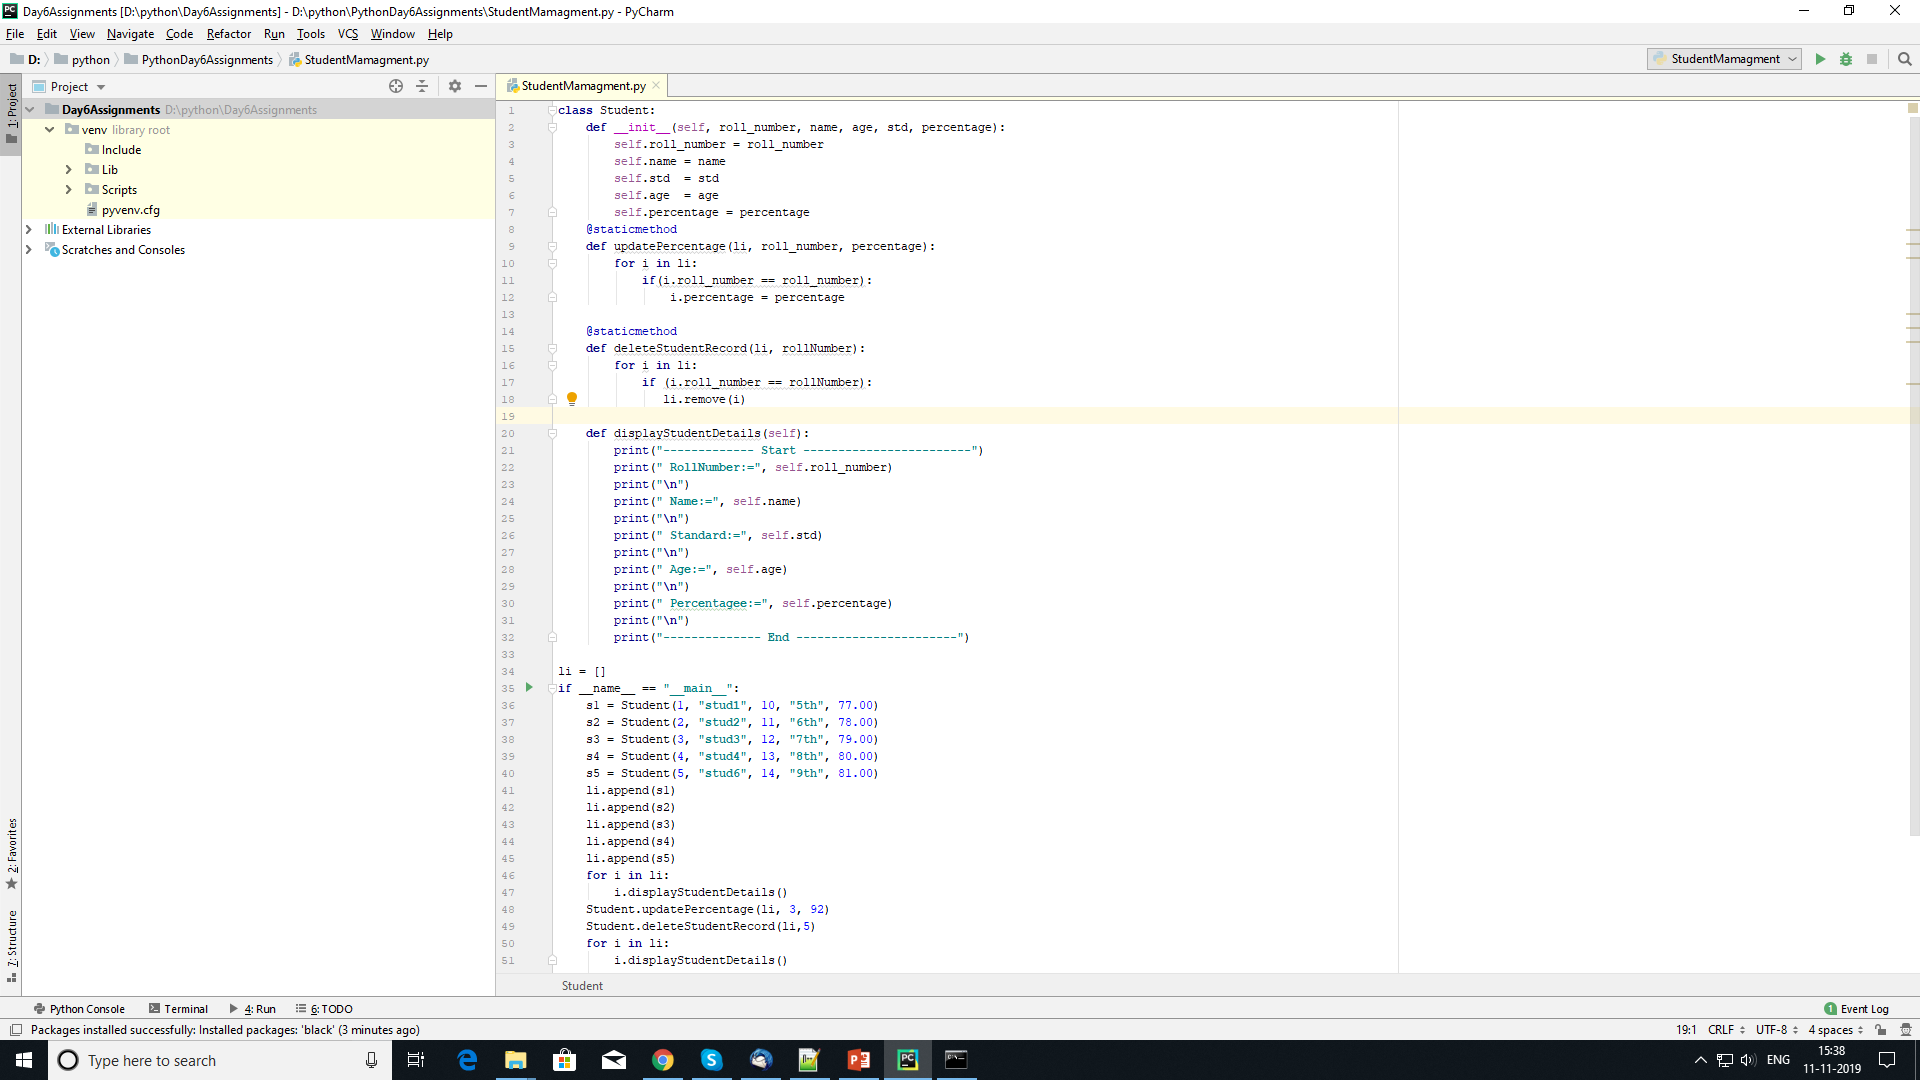 Day6Assignments [D:\python\Day6Assignments] - D:\python\PythonDay6Assignments\StudentMamagment.py - PyCharm
File Edit View Navigate Code Refactor Run Tools VCS Window Help
D: python PythonDay6Assignments StudentMamagment.py
StudentMamagment
1: Project
Project
Day6Assignments D:\python\Day6Assignments
venv library root
Include
Lib
Scripts
pyvenv.cfg
External Libraries
Scratches and Consoles
2: Favorites
7: Structure
StudentMamagment.py
1 class Student:
2     def __init__(self, roll_number, name, age, std, percentage):
3         self.roll_number = roll_number
4         self.name = name
5         self.std  = std
6         self.age  = age
7         self.percentage = percentage
8     @staticmethod
9     def updatePercentage(li, roll_number, percentage):
10         for i in li:
11             if(i.roll_number == roll_number):
12                 i.percentage = percentage
13
14     @staticmethod
15     def deleteStudentRecord(li, rollNumber):
16         for i in li:
17             if (i.roll_number == rollNumber):
18                li.remove(i)
19
20     def displayStudentDetails(self):
21         print("------------- Start ------------------------")
22         print(" RollNumber:=", self.roll_number)
23         print("\n")
24         print(" Name:=", self.name)
25         print("\n")
26         print(" Standard:=", self.std)
27         print("\n")
28         print(" Age:=", self.age)
29         print("\n")
30         print(" Percentagee:=", self.percentage)
31         print("\n")
32         print("-------------- End -----------------------")
33
34 li = []
35 if __name__ == "__main__":
36     s1 = Student(1, "stud1", 10, "5th", 77.00)
37     s2 = Student(2, "stud2", 11, "6th", 78.00)
38     s3 = Student(3, "stud3", 12, "7th", 79.00)
39     s4 = Student(4, "stud4", 13, "8th", 80.00)
40     s5 = Student(5, "stud6", 14, "9th", 81.00)
41     li.append(s1)
42     li.append(s2)
43     li.append(s3)
44     li.append(s4)
45     li.append(s5)
46     for i in li:
47         i.displayStudentDetails()
48     Student.updatePercentage(li, 3, 92)
49     Student.deleteStudentRecord(li,5)
50     for i in li:
51         i.displayStudentDetails()
Student
Python Console Terminal 4: Run 6: TODO
1 Event Log
Packages installed successfully: Installed packages: 'black' (3 minutes ago)
19:1 CRLF UTF-8 4 spaces
Type here to search
ENG
15:38
11-11-2019